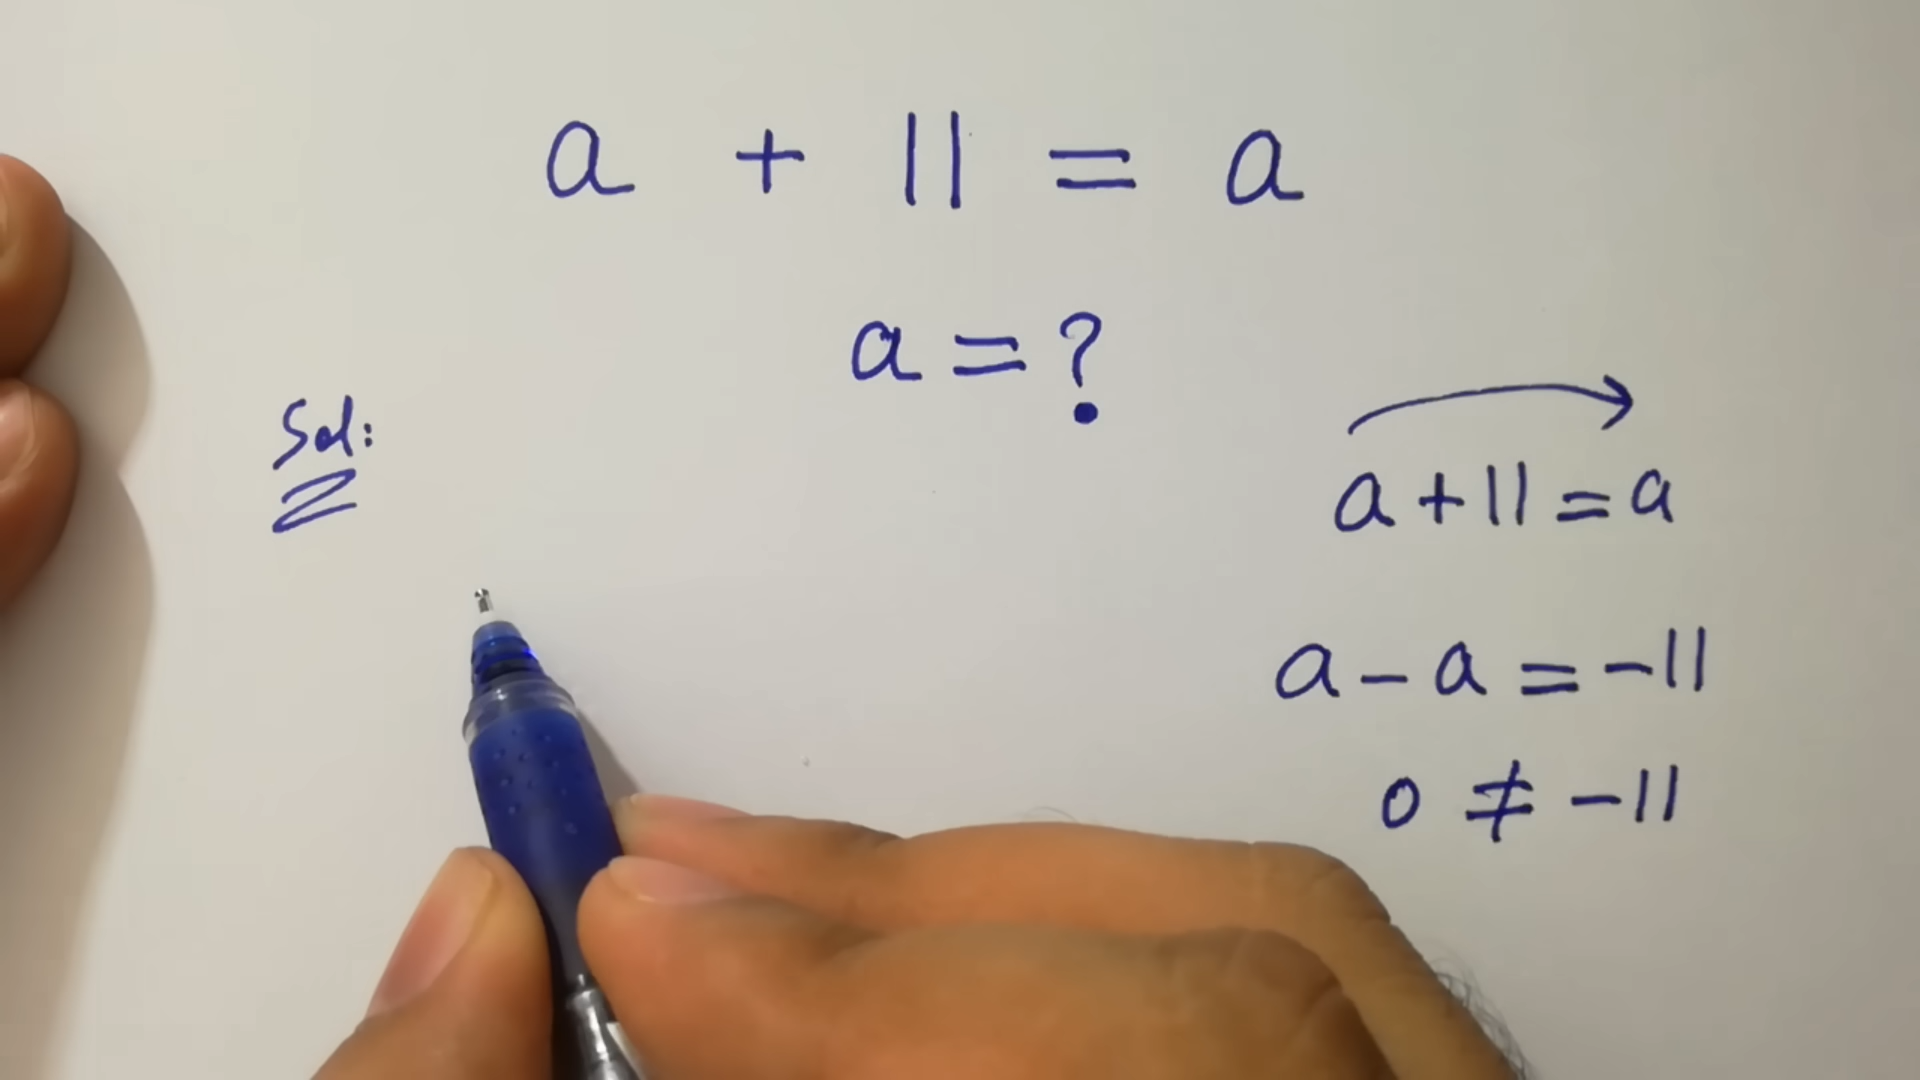 a + 11 = a
a = ?
Sol:
a + 11 = a
a - a = -11
0 ≠ -11